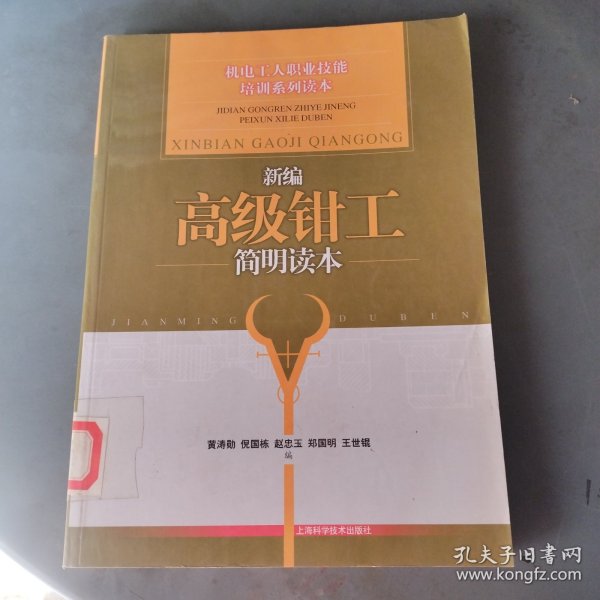 机电工人职业技能
培训系列读本
JIDIAN GONGREN ZHIYE JINENG
PEIXUN XILIE DUBEN
XINBIAN GAOJI QIANGONG
新编
高级钳工
简明读本
JIANMING DUBEN
黄涛勋 倪国栋 赵忠玉 郑国明 王世辊
编
上海科学技术出版社
孔夫子旧书网
www.kongfz.com